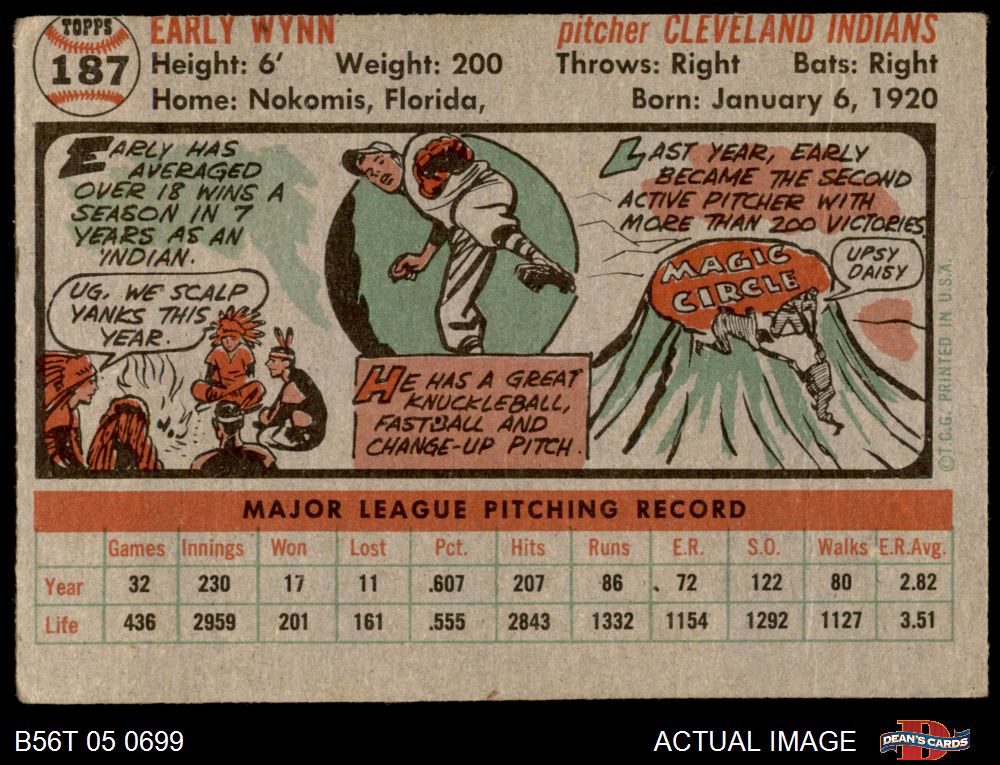 TOPPS
187
EARLY WYNN
pitcher CLEVELAND INDIANS
Height: 6' Weight: 200 Throws: Right Bats: Right
Home: Nokomis, Florida, Born: January 6, 1920
EARLY HAS
AVERAGED
OVER 18 WINS A
SEASON IN 7
YEARS AS AN
INDIAN.
UG, WE SCALP
YANKS THIS
YEAR.
HE HAS A GREAT
KNUCKLEBALL,
FASTBALL AND
CHANGE-UP PITCH.
LAST YEAR, EARLY
BECAME THE SECOND
ACTIVE PITCHER WITH
MORE THAN 200 VICTORIES
MAGIC
CIRCLE
UPSY
DAISY
©T.C.G. PRINTED IN U.S.A.
MAJOR LEAGUE PITCHING RECORD
Games Innings Won Lost Pct. Hits Runs E.R. S.O. Walks E.R.Avg.
Year 32 230 17 11 .607 207 86 72 122 80 2.82
Life 436 2959 201 161 .555 2843 1332 1154 1292 1127 3.51
B56T 05 0699
ACTUAL IMAGE
DEAN'S CARDS